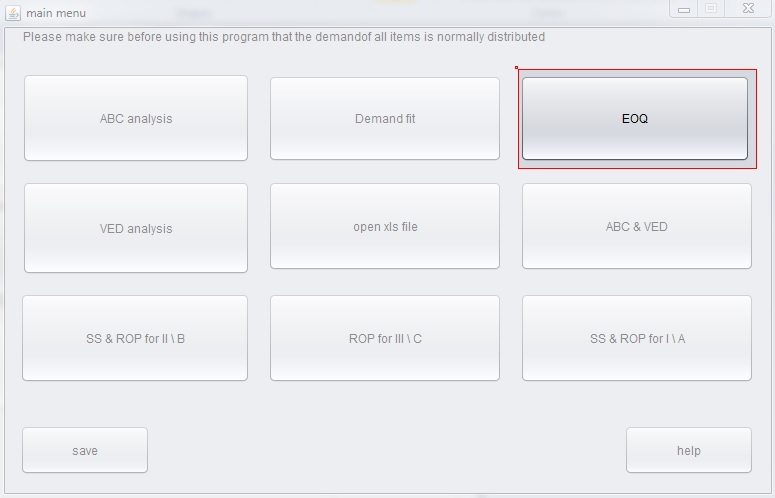 main menu
Please make sure before using this program that the demandof all items is normally distributed
ABC analysis
Demand fit
EOQ
VED analysis
open xls file
ABC & VED
SS & ROP for II \ B
ROP for III \ C
SS & ROP for I \ A
save
help